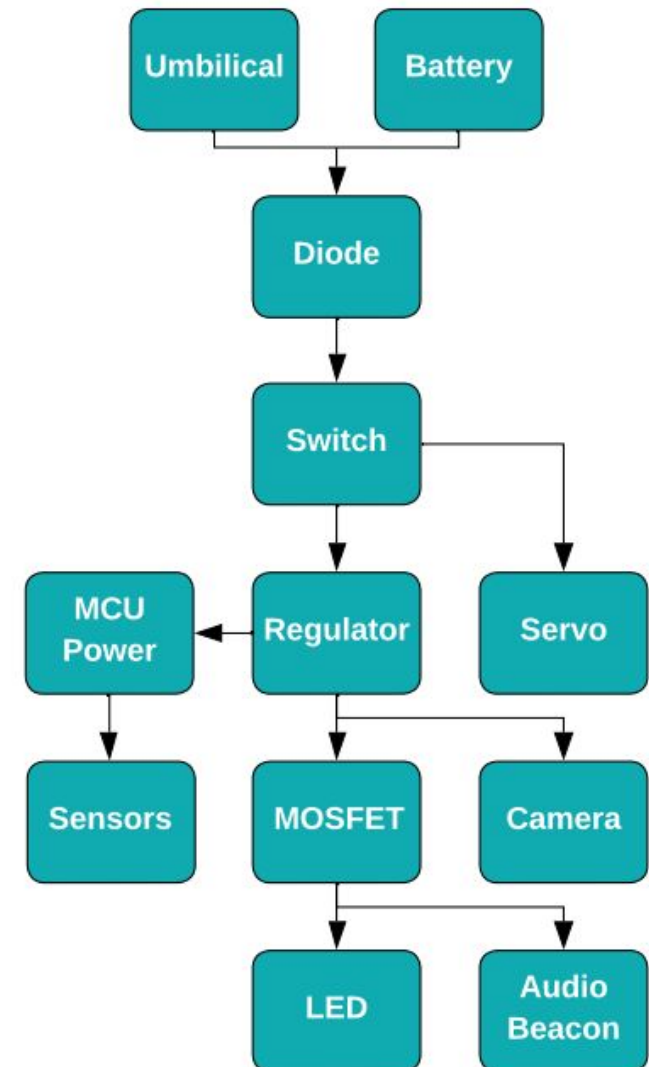 Umbilical
Battery
Diode
Switch
MCU
Power
Regulator
Servo
Sensors
MOSFET
Camera
LED
Audio
Beacon